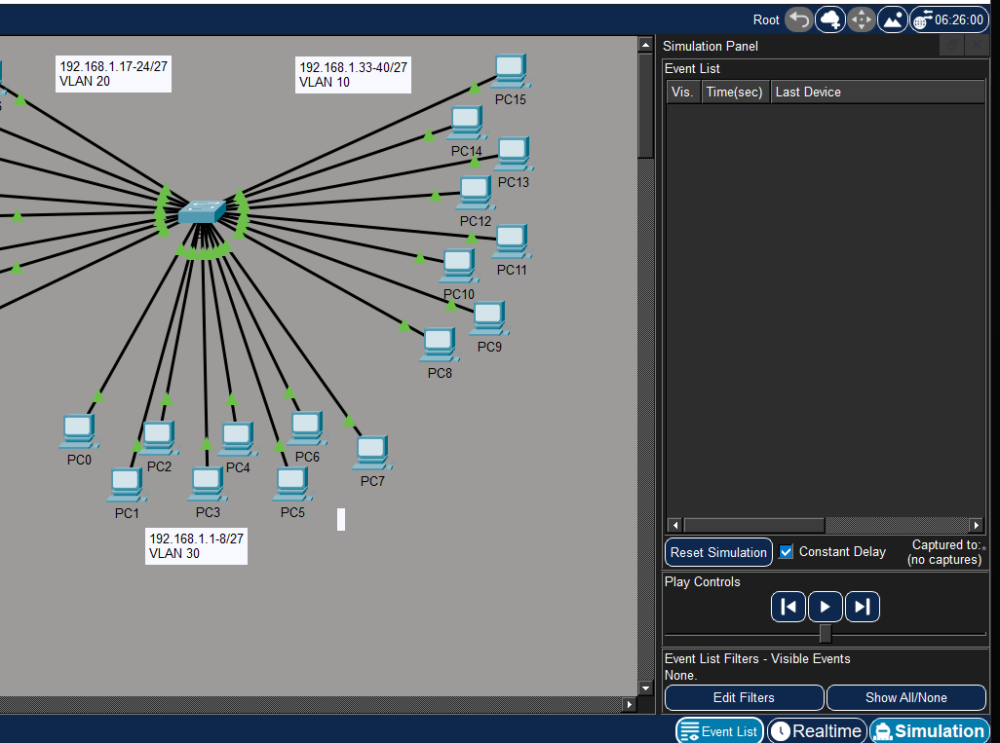 Root
06:26:00
192.168.1.17-24/27
VLAN 20
192.168.1.33-40/27
VLAN 10
PC15
PC14
PC13
PC12
PC11
PC10
PC9
PC8
PC0
PC2
PC4
PC6
PC7
PC1
PC3
PC5
192.168.1.1-8/27
VLAN 30
Simulation Panel
Event List
Vis.
Time(sec)
Last Device
Reset Simulation
Constant Delay
Captured to:*
(no captures)
Play Controls
Event List Filters - Visible Events
None.
Edit Filters
Show All/None
Event List
Realtime
Simulation